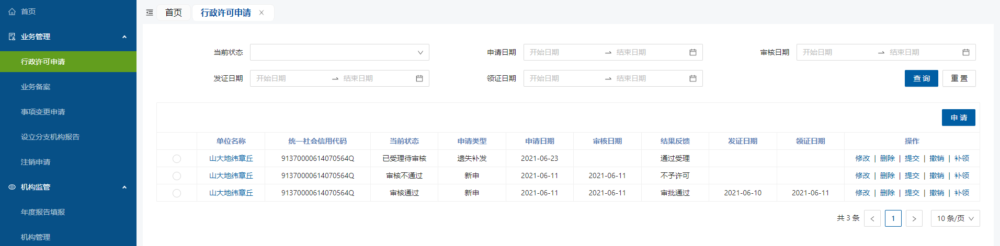 首页
业务管理
行政许可申请
业务备案
事项变更申请
设立分支机构报告
注销申请
机构监管
年度报告填报
机构管理
首页 行政许可申请
当前状态 申请日期 开始日期 结束日期 审核日期 开始日期 结束日期
发证日期 开始日期 结束日期 领证日期 开始日期 结束日期 查 询 重 置
申 请
单位名称 统一社会信用代码 当前状态 申请类型 申请日期 审核日期 结果反馈 发证日期 领证日期 操作
山大地纬章丘 91370000614070564Q 已受理待审核 遗失补发 2021-06-23 通过受理 修改 | 删除 | 提交 | 撤销 | 补领
山大地纬章丘 91370000614070564Q 审核不通过 新申 2021-06-11 2021-06-11 不予许可 修改 | 删除 | 提交 | 撤销 | 补领
山大地纬章丘 91370000614070564Q 审核通过 新申 2021-06-11 2021-06-11 审批通过 2021-06-10 2021-06-11 修改 | 删除 | 提交 | 撤销 | 补领
共 3 条 < 1 > 10 条/页